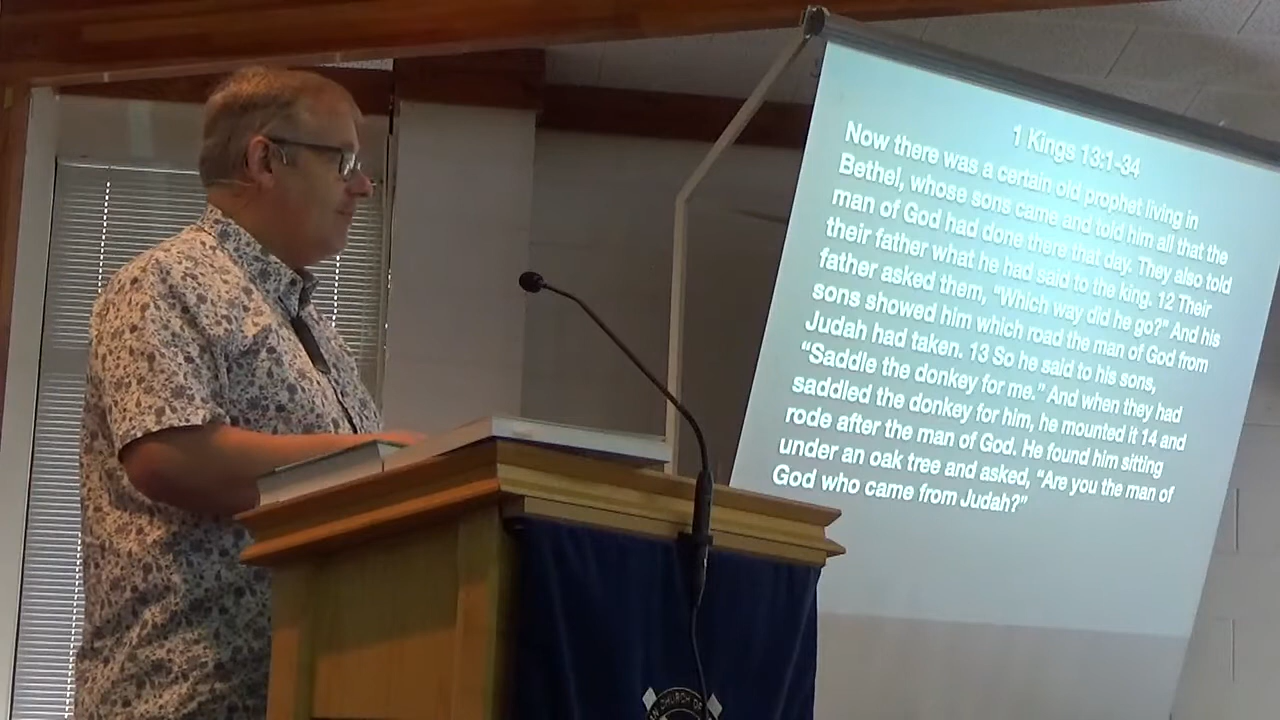 1 Kings 13:1-34
Now there was a certain old prophet living in
Bethel, whose sons came and told him all that the
man of God had done there that day. They also told
their father what he had said to the king. 12 Their
father asked them, “Which way did he go?” And his
sons showed him which road the man of God from
Judah had taken. 13 So he said to his sons,
“Saddle the donkey for me.” And when they had
saddled the donkey for him, he mounted it 14 and
rode after the man of God. He found him sitting
under an oak tree and asked, “Are you the man of
God who came from Judah?”
CHURCH OF